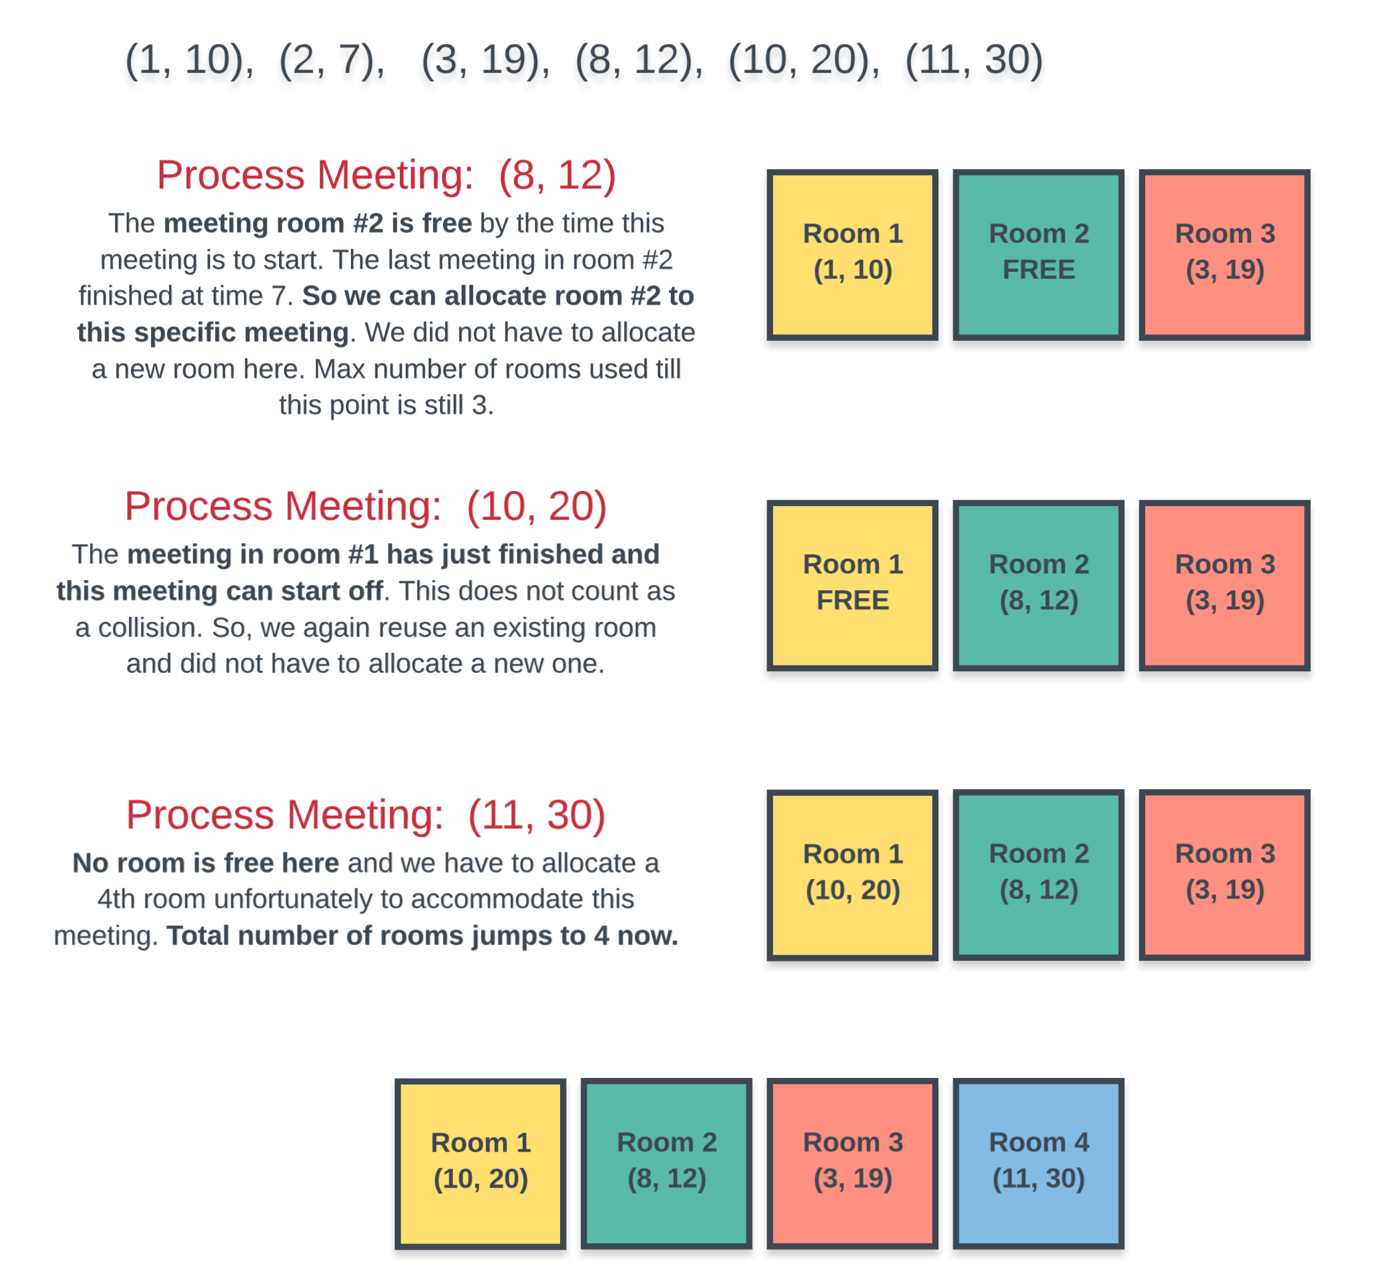 (1, 10), (2, 7), (3, 19), (8, 12), (10, 20), (11, 30)
Process Meeting: (8, 12)
The meeting room #2 is free by the time this
meeting is to start. The last meeting in room #2
finished at time 7. So we can allocate room #2 to
this specific meeting. We did not have to allocate
a new room here. Max number of rooms used till
this point is still 3.
Room 1
(1, 10)
Room 2
FREE
Room 3
(3, 19)
Process Meeting: (10, 20)
The meeting in room #1 has just finished and
this meeting can start off. This does not count as
a collision. So, we again reuse an existing room
and did not have to allocate a new one.
Room 1
FREE
Room 2
(8, 12)
Room 3
(3, 19)
Process Meeting: (11, 30)
No room is free here and we have to allocate a
4th room unfortunately to accommodate this
meeting. Total number of rooms jumps to 4 now.
Room 1
(10, 20)
Room 2
(8, 12)
Room 3
(3, 19)
Room 1
(10, 20)
Room 2
(8, 12)
Room 3
(3, 19)
Room 4
(11, 30)